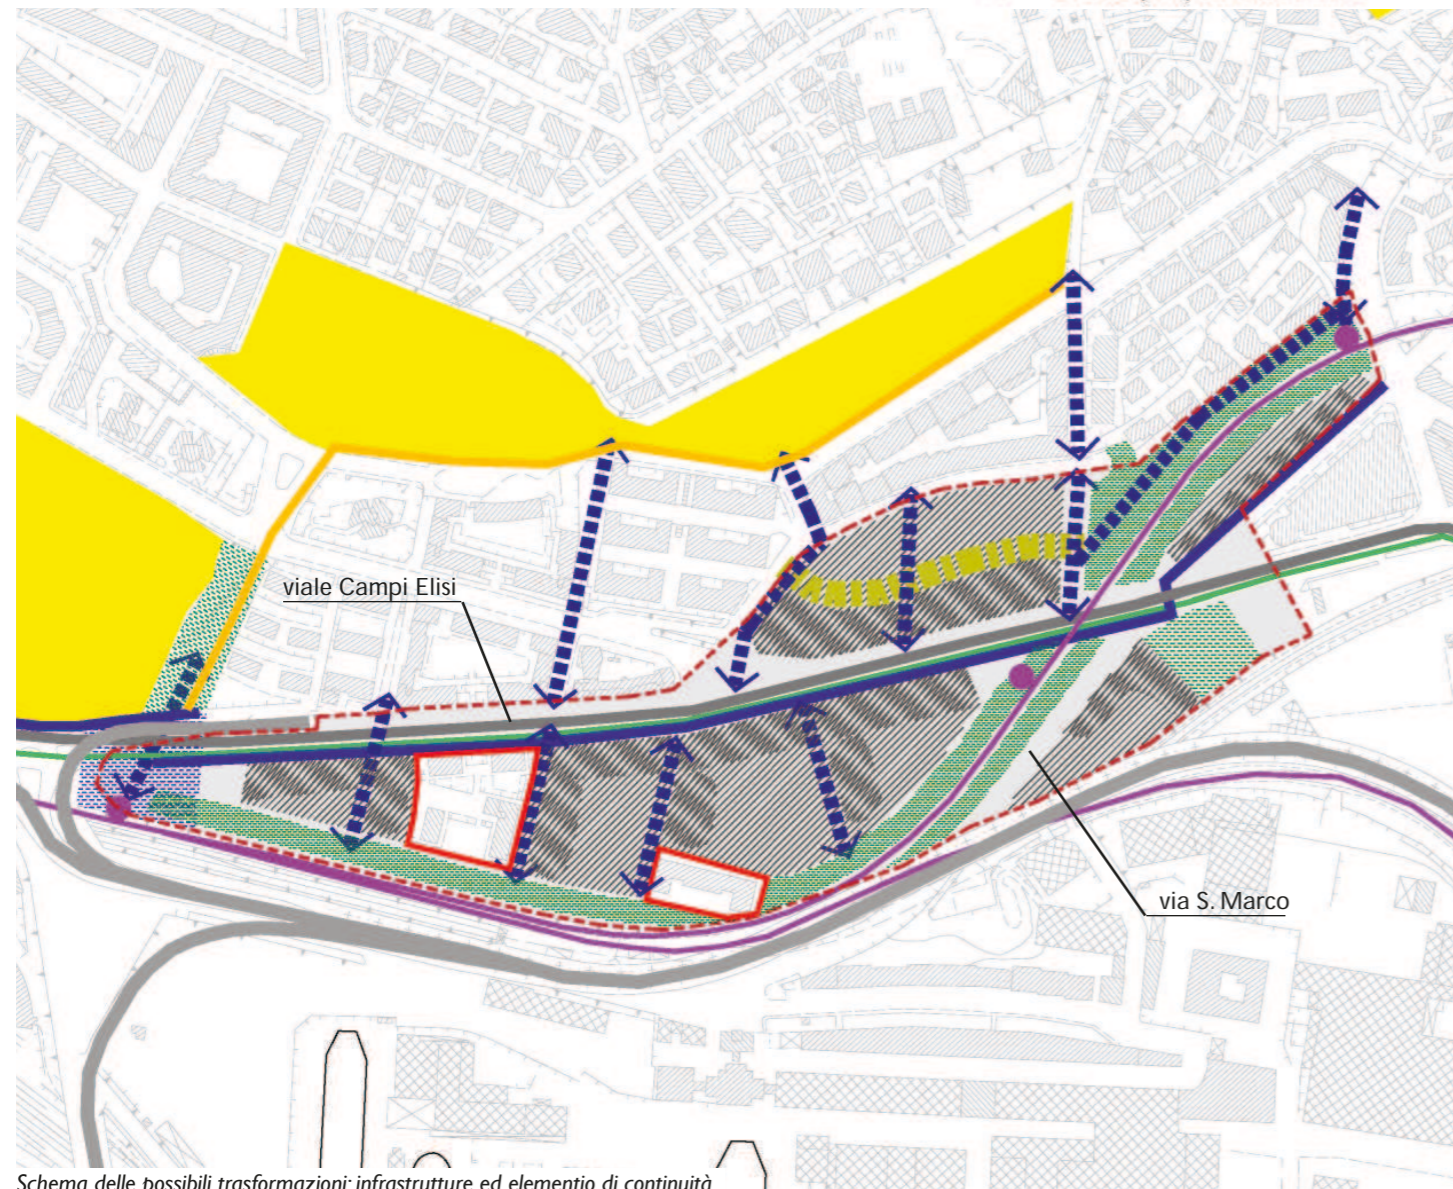 viale Campi Elisi
via S. Marco
Schema delle possibili trasformazioni: infrastrutture ed elementio di continuità